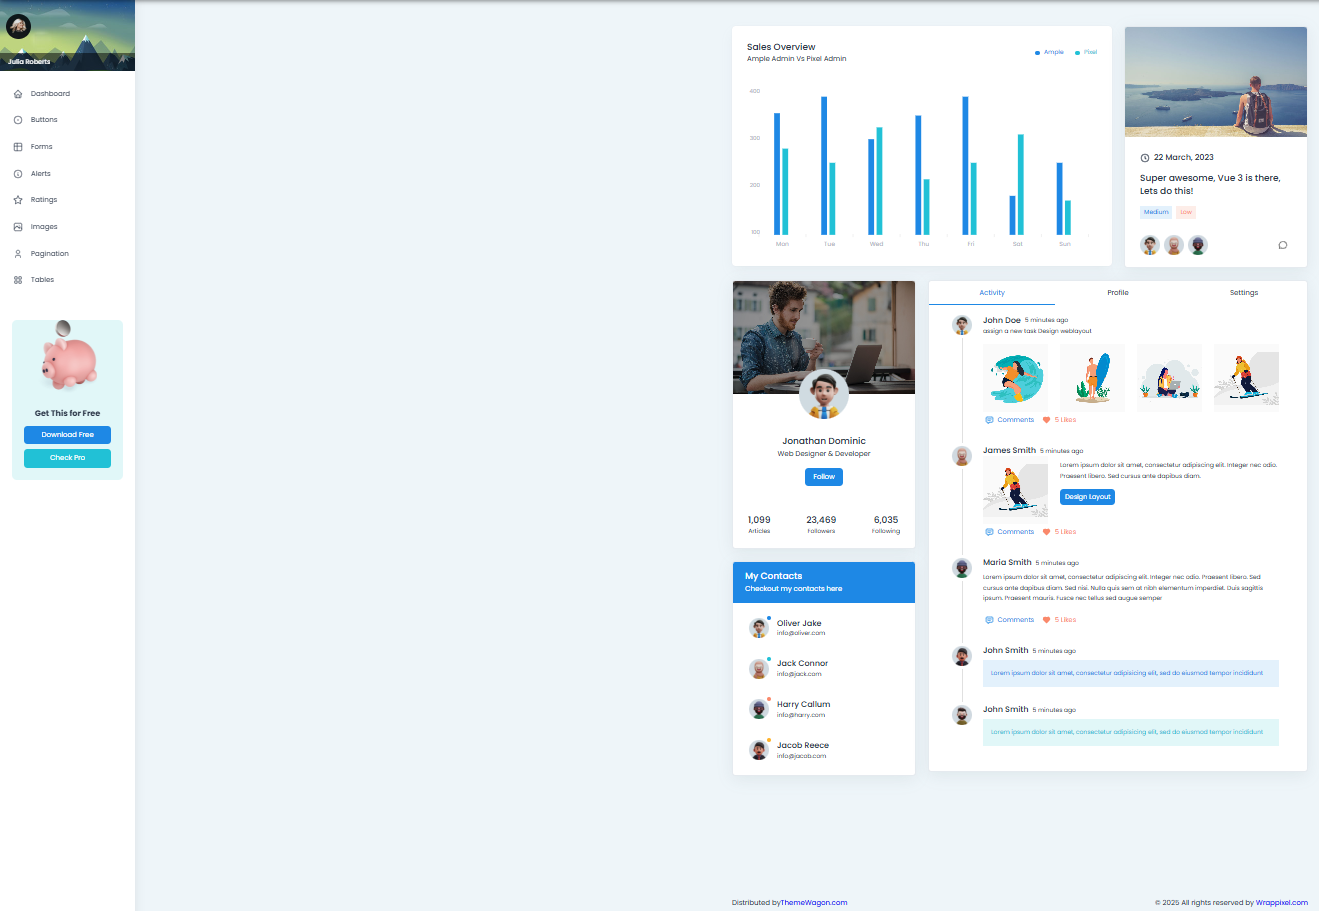 Julia Roberts
Dashboard
Buttons
Forms
Alerts
Ratings
Images
Pagination
Tables
Get This for Free
Download Free
Check Pro
Sales Overview
Ample Admin Vs Pixel Admin
Ample
Pixel
400
300
200
100
Mon
Tue
Wed
Thu
Fri
Sat
Sun
22 March, 2023
Super awesome, Vue 3 is there,
Lets do this!
Medium
Low
Jonathan Dominic
Web Designer & Developer
Follow
1,099
Articles
23,469
Followers
6,035
Following
My Contacts
Checkout my contacts here
Oliver Jake
info@oliver.com
Jack Connor
info@jack.com
Harry Callum
info@harry.com
Jacob Reece
info@jacob.com
Activity
Profile
Settings
John Doe 5 minutes ago
assign a new task Design weblayout
Comments
5 Likes
James Smith 5 minutes ago
Lorem ipsum dolor sit amet, consectetur adipiscing elit. Integer nec odio.
Praesent libero. Sed cursus ante dapibus diam.
Design Layout
Comments
5 Likes
Maria Smith 5 minutes ago
Lorem ipsum dolor sit amet, consectetur adipiscing elit. Integer nec odio. Praesent libero. Sed
cursus ante dapibus diam. Sed nisi. Nulla quis sem at nibh elementum imperdiet. Duis sagittis
ipsum. Praesent mauris. Fusce nec tellus sed augue semper
Comments
5 Likes
John Smith 5 minutes ago
Lorem ipsum dolor sit amet, consectetur adipisicing elit, sed do eiusmod tempor incididunt
John Smith 5 minutes ago
Lorem ipsum dolor sit amet, consectetur adipisicing elit, sed do eiusmod tempor incididunt
Distributed byThemeWagon.com
© 2025 All rights reserved by Wrappixel.com